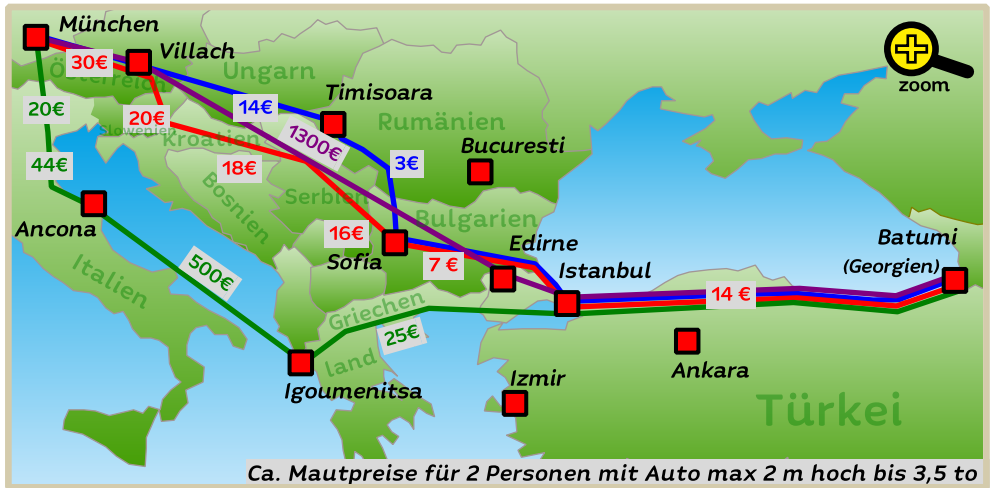 München
Villach
zoom
30€
Österreich
Ungarn
Timisoara
20€
14€
20€
Slowenien
Kroatien
1300€
Rumänien
Bucuresti
44€
18€
3€
Bosnien
Serbien
Bulgarien
Ancona
16€
Sofia
7 €
Edirne
Istanbul
Batumi
(Georgien)
Italien
500€
14 €
Griechen
25€
land
Igoumenitsa
Ankara
Izmir
Türkei
Ca. Mautpreise für 2 Personen mit Auto max 2 m hoch bis 3,5 to